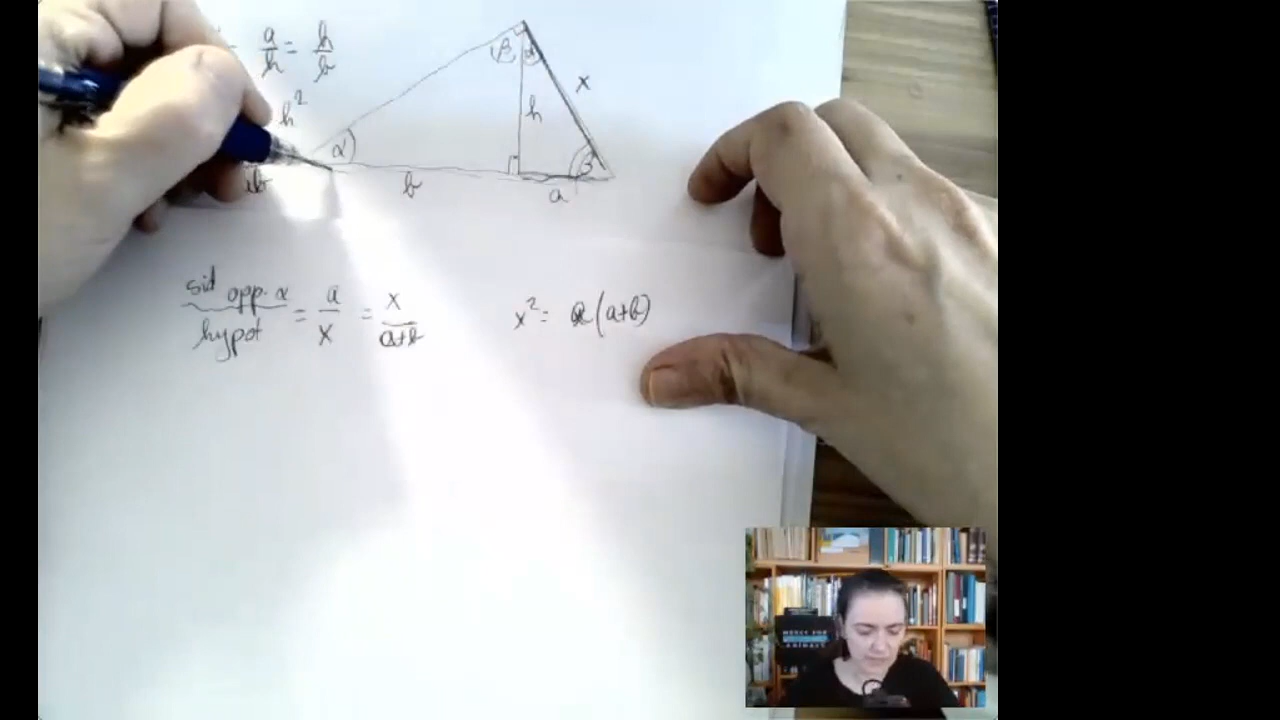 a/h = h/b
h²
β α
x
h
α
β
b
a
sid opp. α / hypot = a/x = x/a+b
x² = a(a+b)